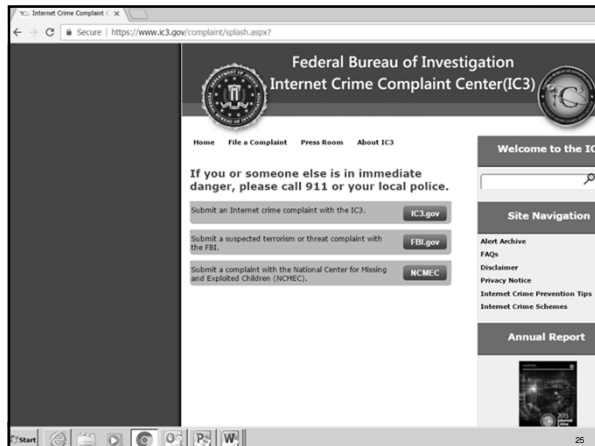 Internet Crime Complaint C
Secure | https://www.ic3.gov/complaint/splash.aspx?
Federal Bureau of Investigation
Internet Crime Complaint Center(IC3)
Home File a Complaint Press Room About IC3
If you or someone else is in immediate
danger, please call 911 or your local police.
Submit an Internet crime complaint with the IC3.
IC3.gov
Submit a suspected terrorism or threat complaint with
the FBI.
FBI.gov
Submit a complaint with the National Center for Missing
and Exploited Children (NCMEC).
NCMEC
Welcome to the IC
Site Navigation
Alert Archive
FAQs
Disclaimer
Privacy Notice
Internet Crime Prevention Tips
Internet Crime Schemes
Annual Report
2015
Internet
Crime
Start
25